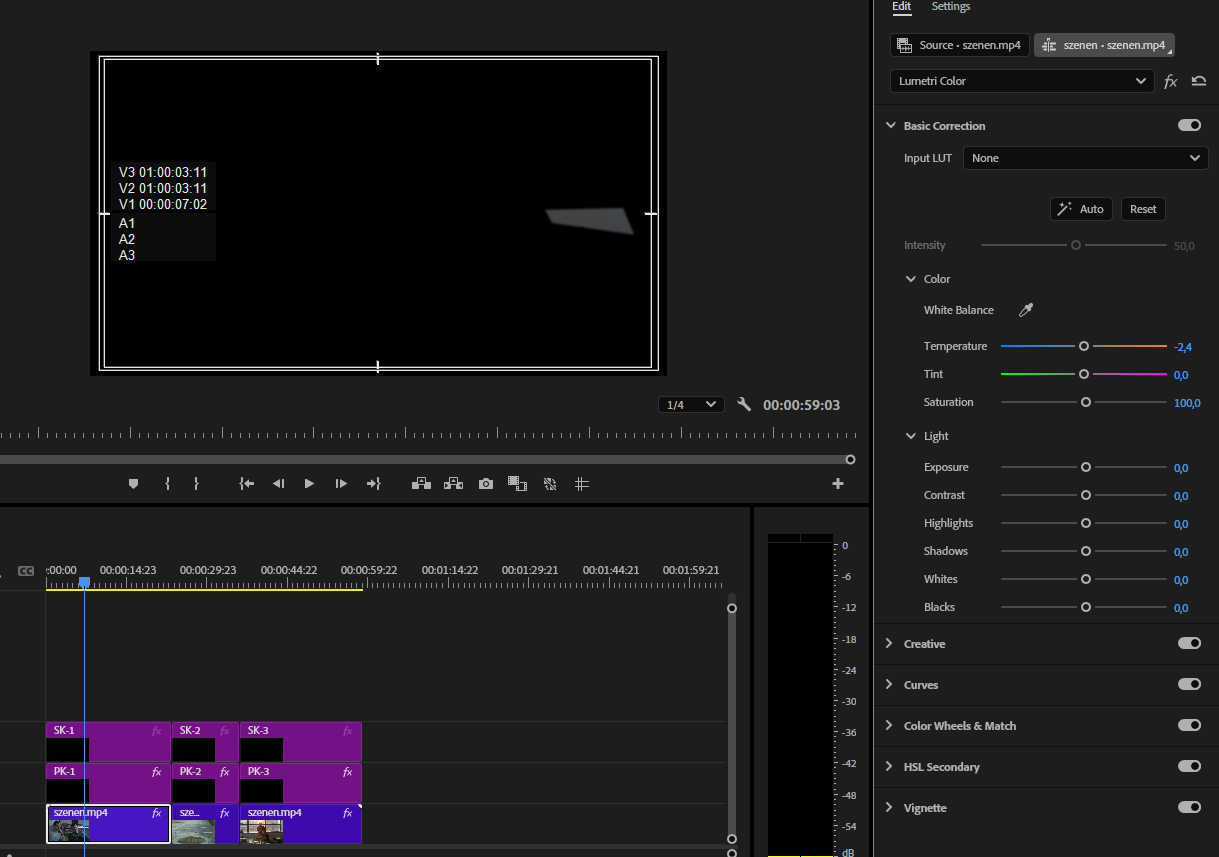 Edit Settings
Source • szenen.mp4 szenen • szenen.mp4
Lumetri Color fx
Basic Correction
Input LUT None
Auto Reset
Intensity 50,0
Color
White Balance
Temperature -2,4
Tint 0,0
Saturation 100,0
Light
Exposure 0,0
Contrast 0,0
Highlights 0,0
Shadows 0,0
Whites 0,0
Blacks 0,0
Creative
Curves
Color Wheels & Match
HSL Secondary
Vignette
V3 01:00:03:11
V2 01:00:03:11
V1 00:00:07:02
A1
A2
A3
1/4 00:00:59:03
CC :00:00 00:00:14:23 00:00:29:23 00:00:44:22 00:00:59:22 00:01:14:22 00:01:29:21 00:01:44:21 00:01:59:21
SK-1 fx SK-2 fx SK-3 fx
PK-1 fx PK-2 fx PK-3 fx
szenen.mp4 fx sze... fx szenen.mp4 fx
0
-6
-12
-18
-24
-30
-36
-42
-48
-54
dB